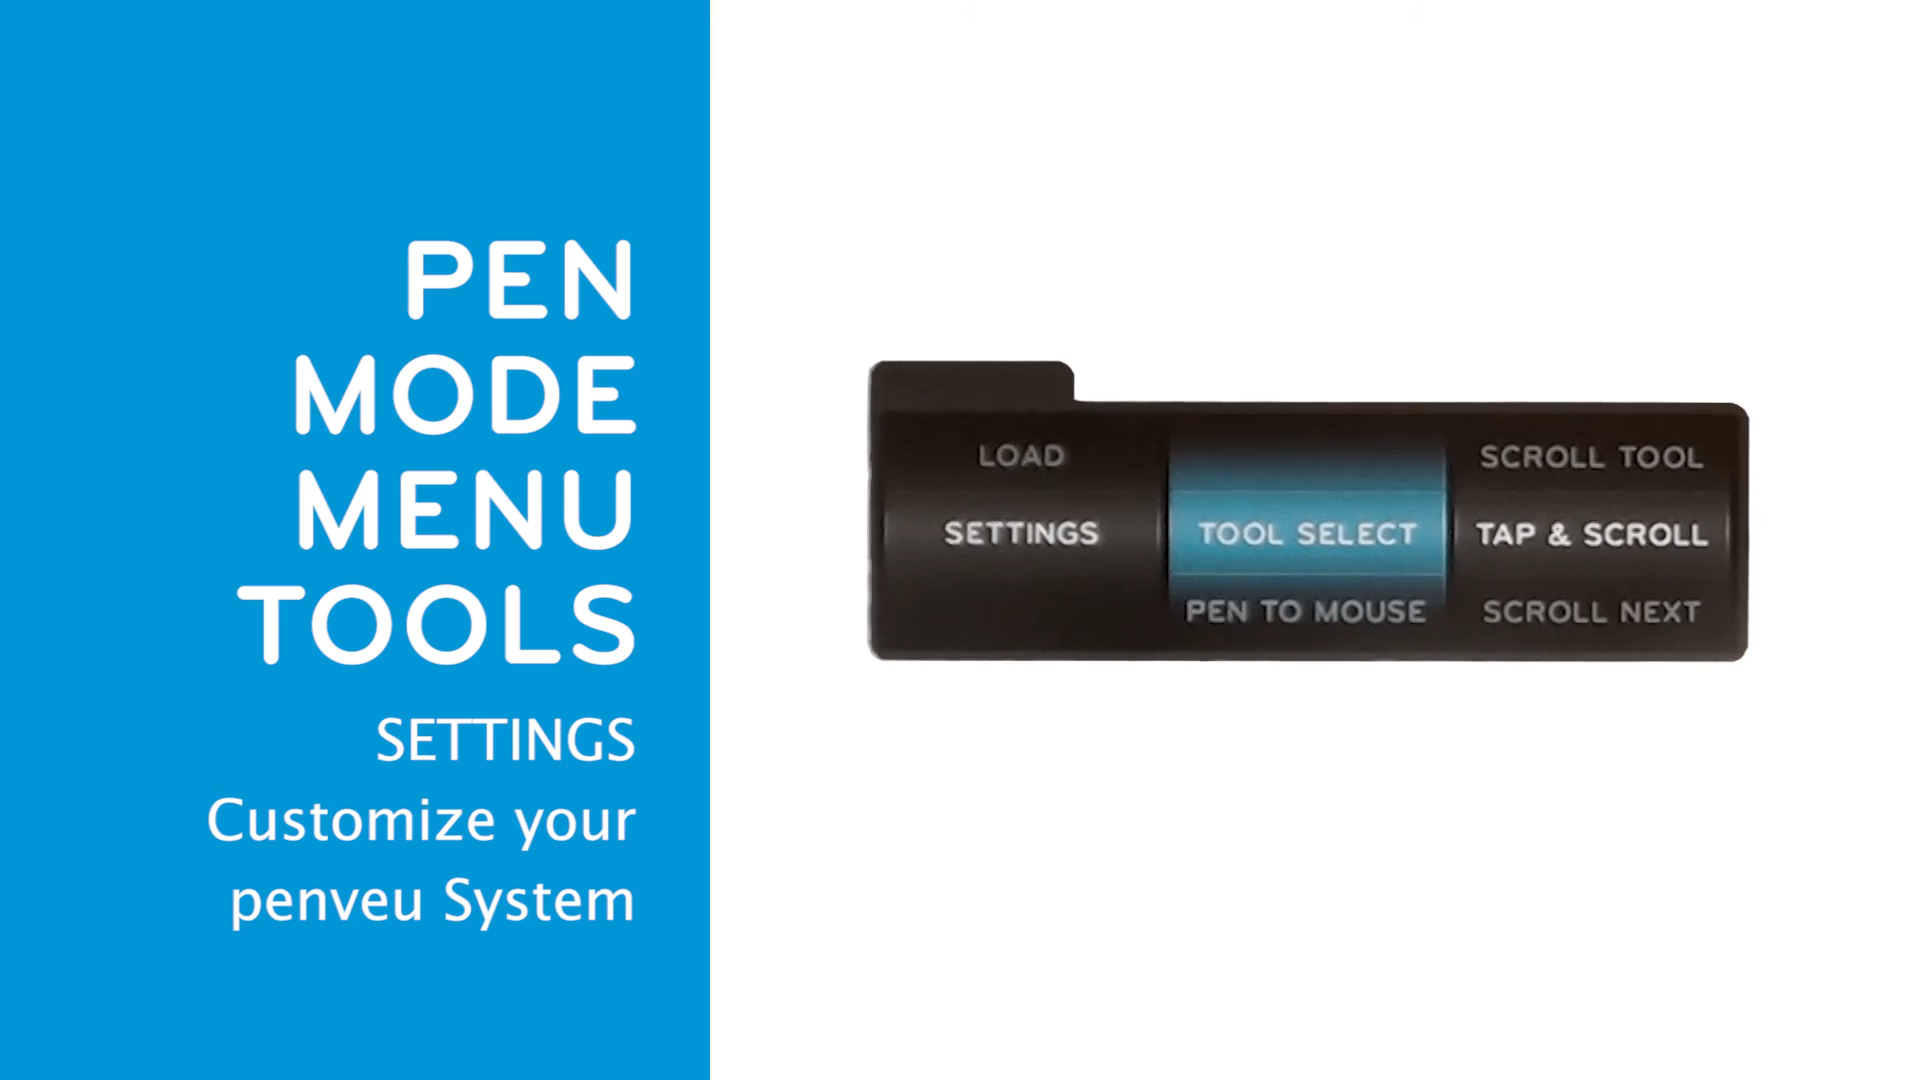 PEN
MODE
MENU
TOOLS
SETTINGS
Customize your
penveu System
LOAD
SCROLL TOOL
SETTINGS
TOOL SELECT
TAP & SCROLL
PEN TO MOUSE
SCROLL NEXT